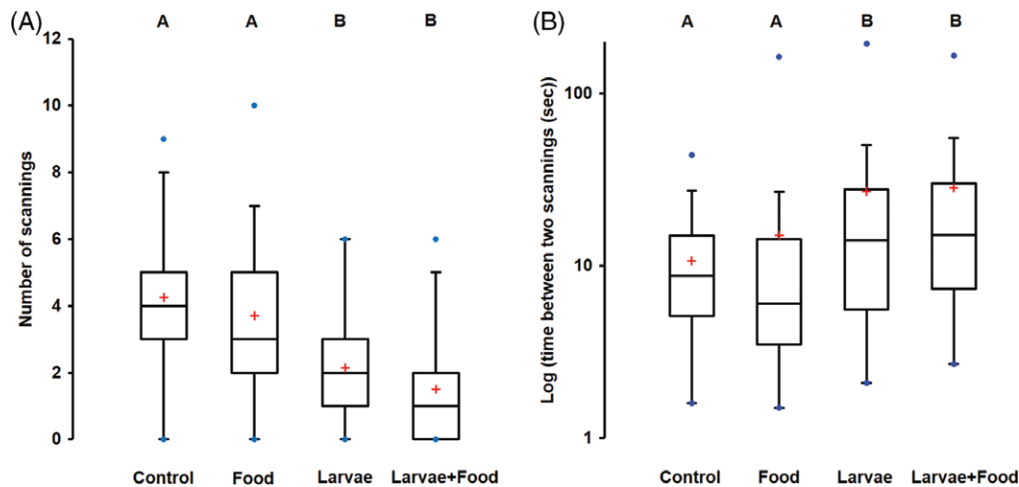 (A)
A A B B
Number of scannings
12
10
8
6
4
2
0
Control Food Larvae Larvae+Food
(B)
A A B B
Log (time between two scannings (sec))
100
10
1
Control Food Larvae Larvae+Food